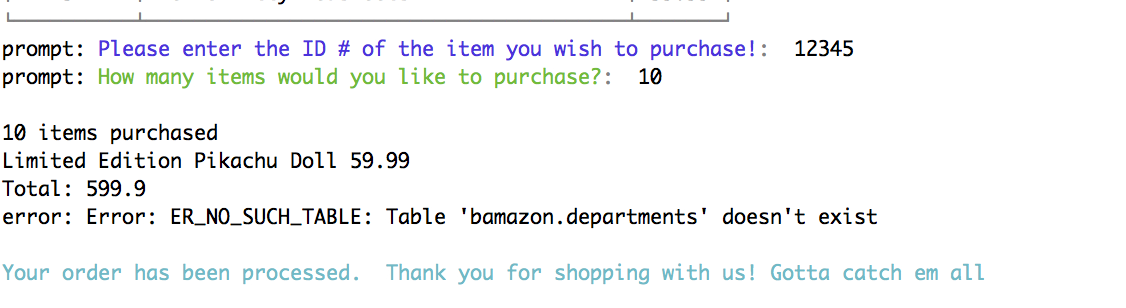 prompt: Please enter the ID # of the item you wish to purchase!:  12345
prompt: How many items would you like to purchase?:  10
10 items purchased
Limited Edition Pikachu Doll 59.99
Total: 599.9
error: Error: ER_NO_SUCH_TABLE: Table 'bamazon.departments' doesn't exist
Your order has been processed.  Thank you for shopping with us! Gotta catch em all